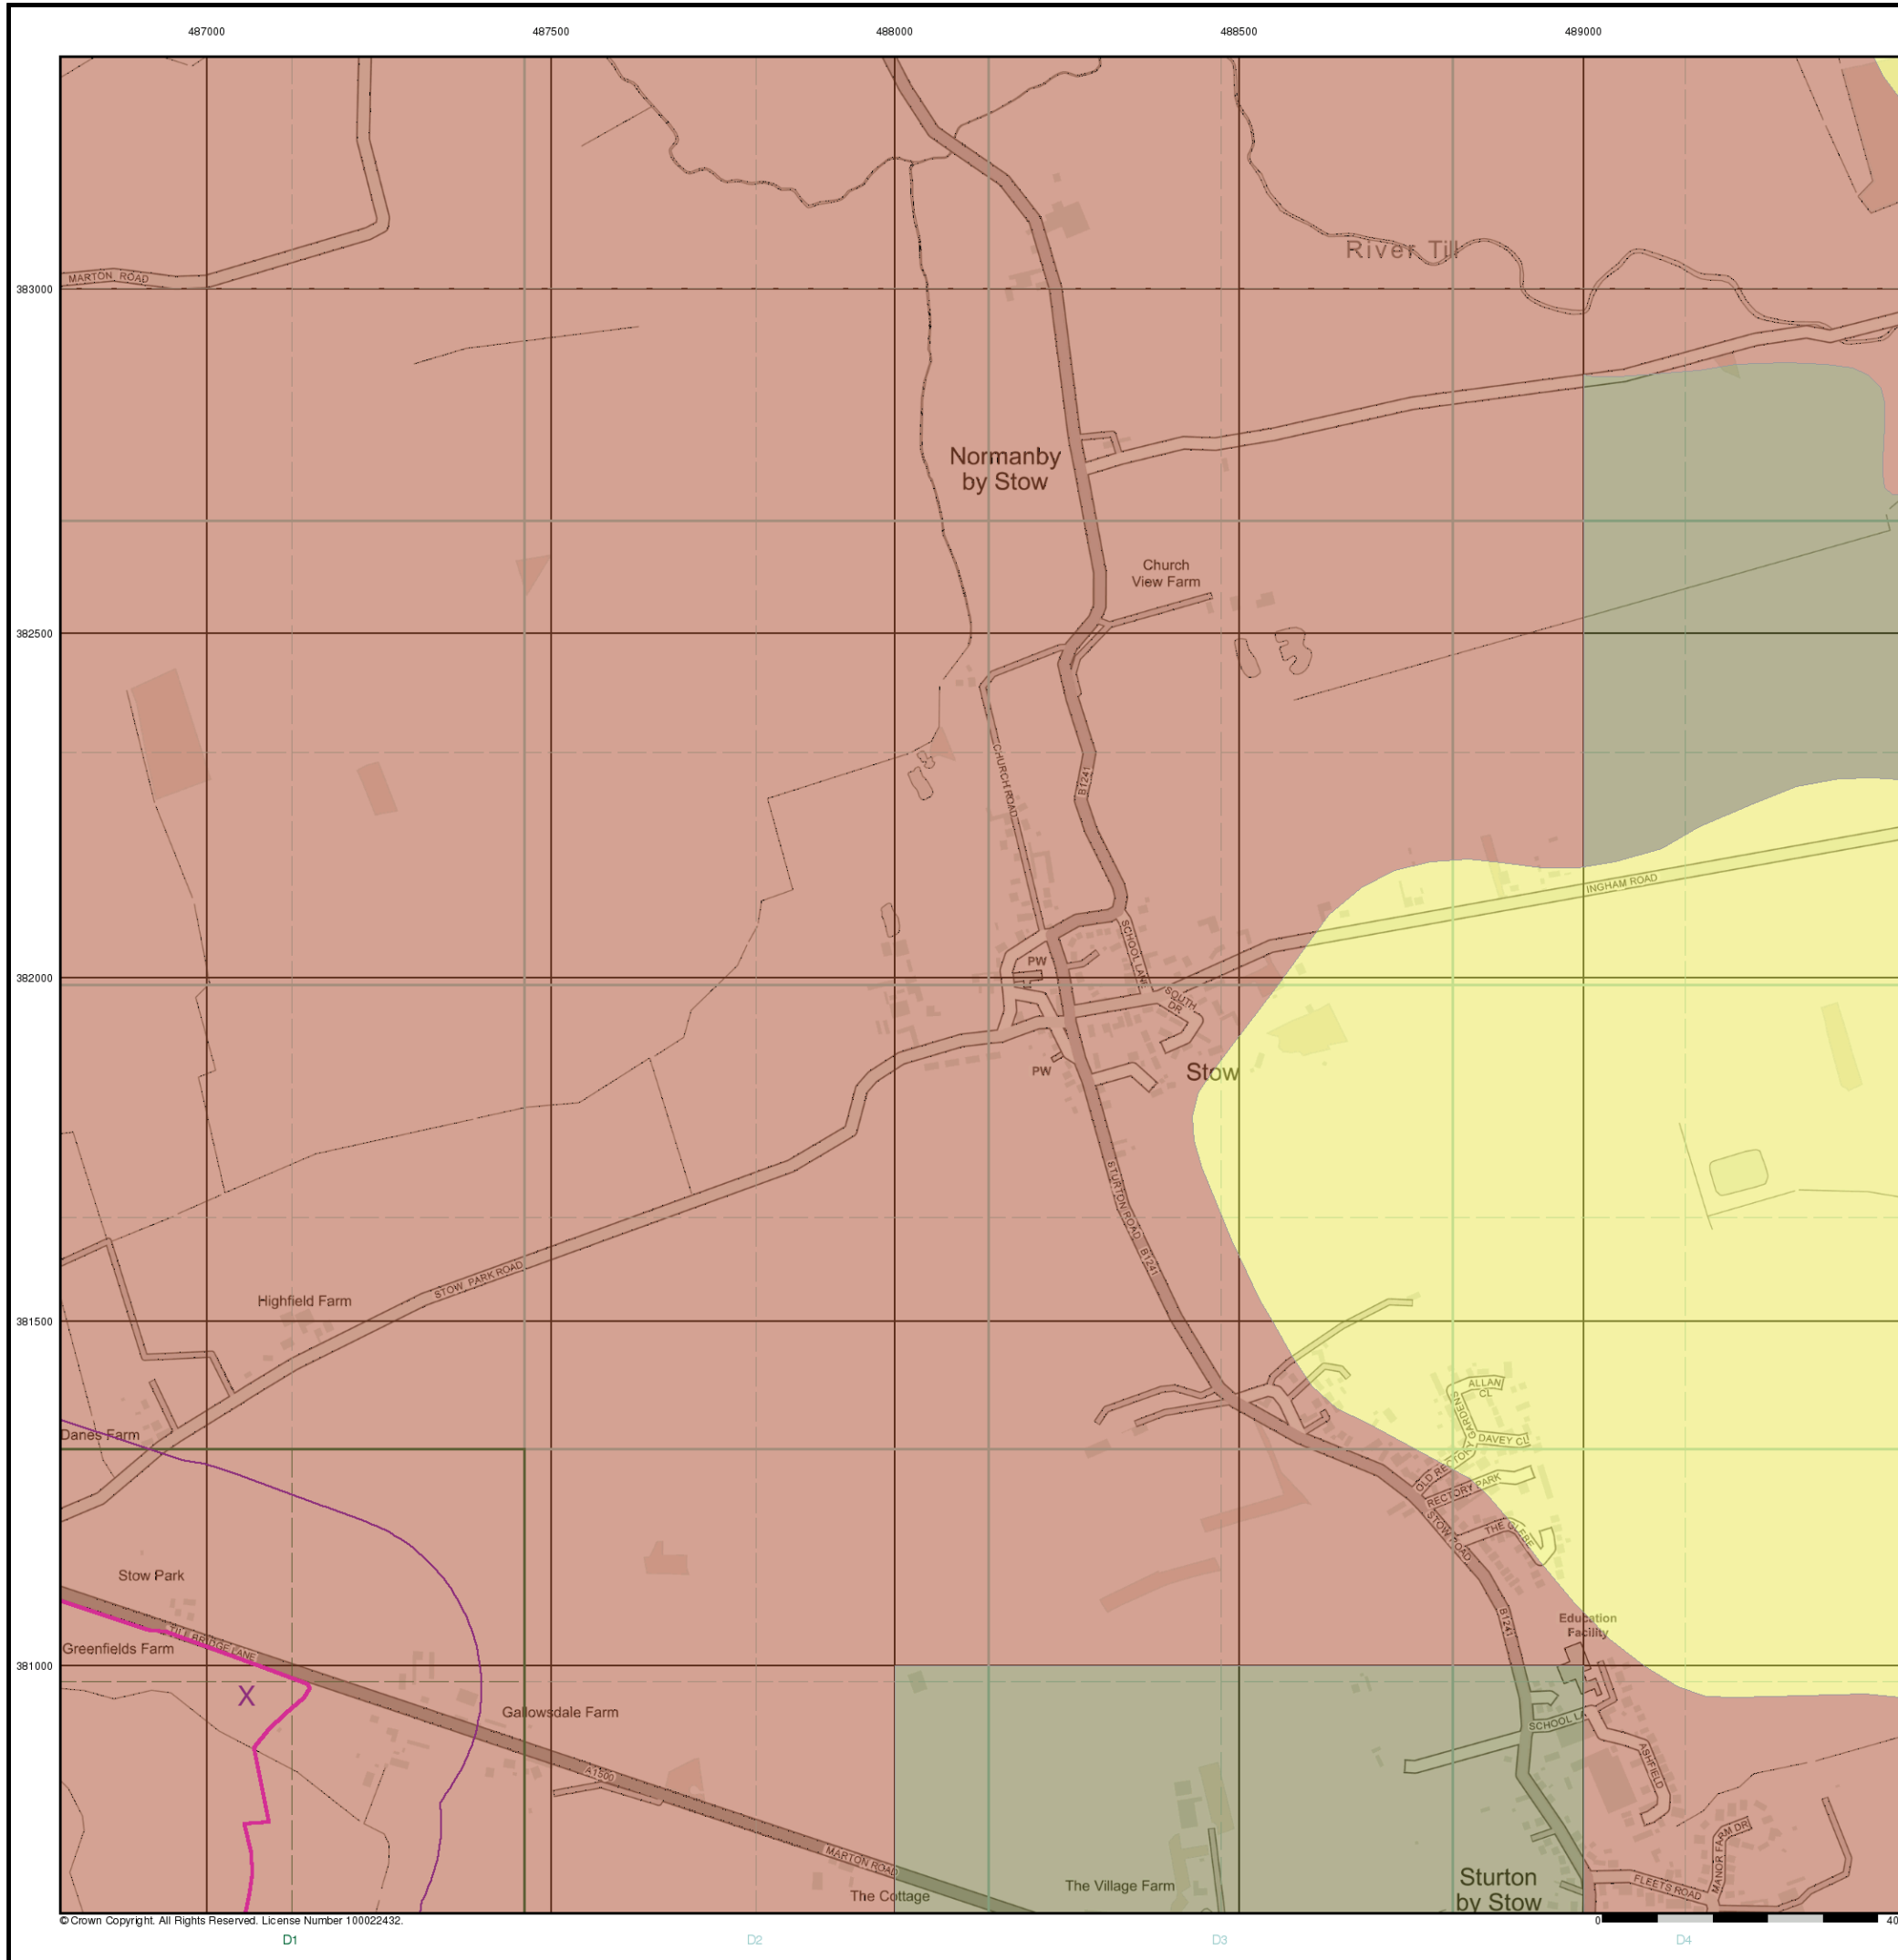 487000
487500
488000
488500
489000
River Till
MARTON ROAD
383000
Normanby
by Stow
Church
View Farm
382500
CHURCH ROAD
B1241
INGHAM ROAD
SCHOOL LANE
PW
382000
SOUTH
DR
PW
Stow
STURTON ROAD
B1241
STOW PARK ROAD
Highfield Farm
381500
ALLAN
CL
OLD RECTORY GARDENS
DAVEY CL
Danes Farm
RECTORY PARK
STOW ROAD
THE GLEBE
Stow Park
B1241
Education
Facility
TILLBRIDGE LANE
Greenfields Farm
381000
X
Gallowsdale Farm
SCHOOL LA
ASHFIELD
A1500
MANOR FARM DR
MARTON ROAD
The Village Farm
Sturton
by Stow
The Cottage
FLEETS ROAD
© Crown Copyright. All Rights Reserved. License Number 100022432.
0
40
D1
D2
D3
D4